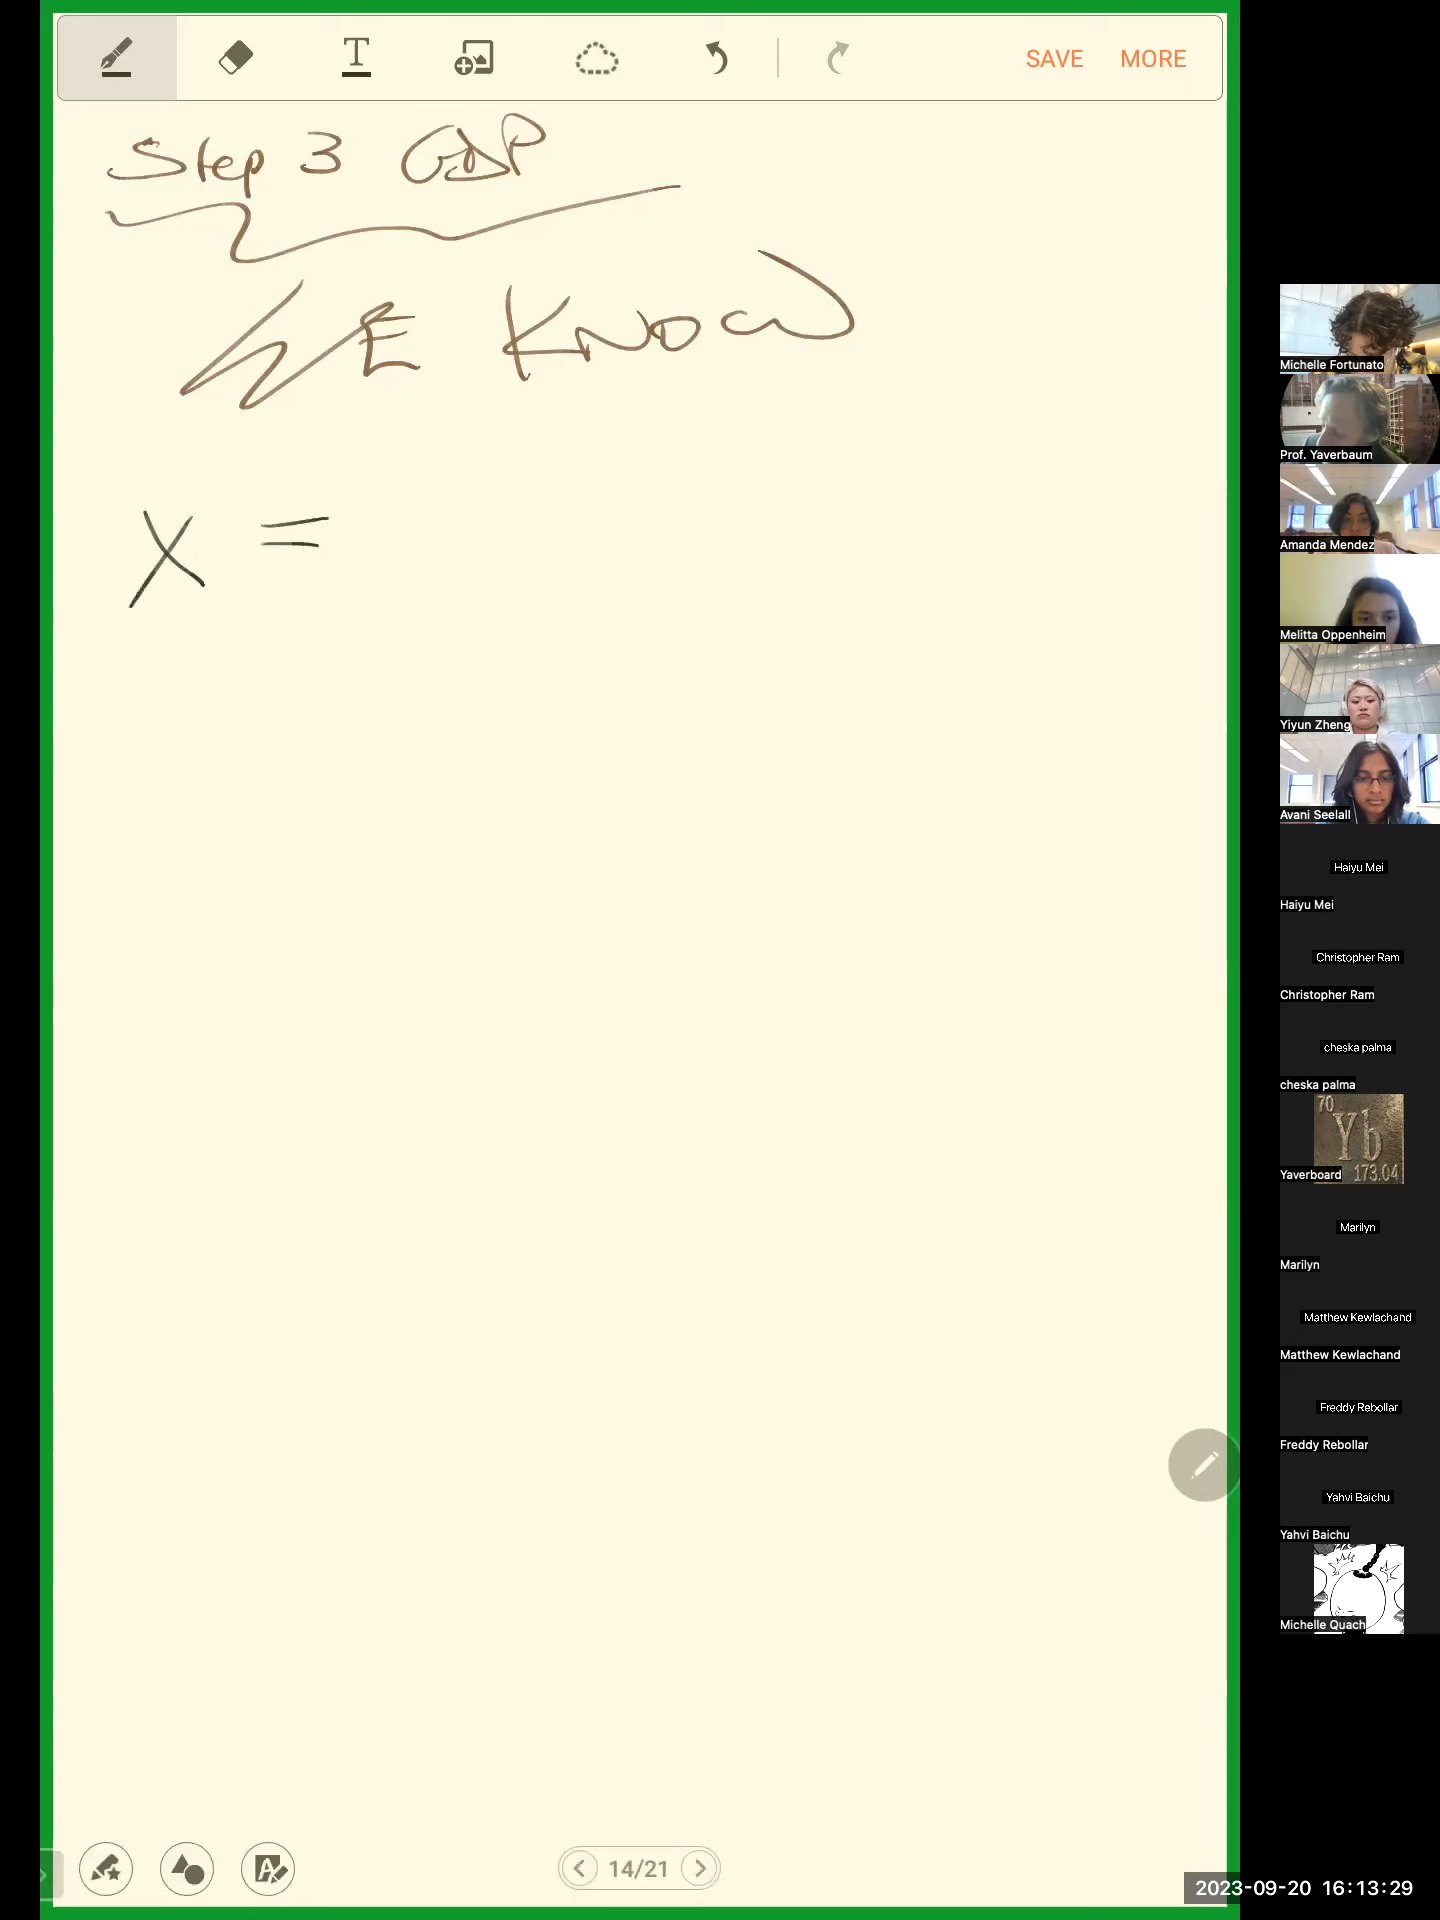 T
SAVE MORE
Step 3 GDP
WE KNOW
X =
14/21
Michelle Fortunato
Prof. Yaverbaum
Amanda Mendez
Melitta Oppenheim
Yiyun Zheng
Avani Seelall
Haiyu Mei
Haiyu Mei
Christopher Ram
Christopher Ram
cheska palma
cheska palma
70
Yb
Yaverboard 173.04
Marilyn
Marilyn
Matthew Kewlachand
Matthew Kewlachand
Freddy Rebollar
Freddy Rebollar
Yahvi Baichu
Yahvi Baichu
Michelle Quach
2023-09-20 16:13:29